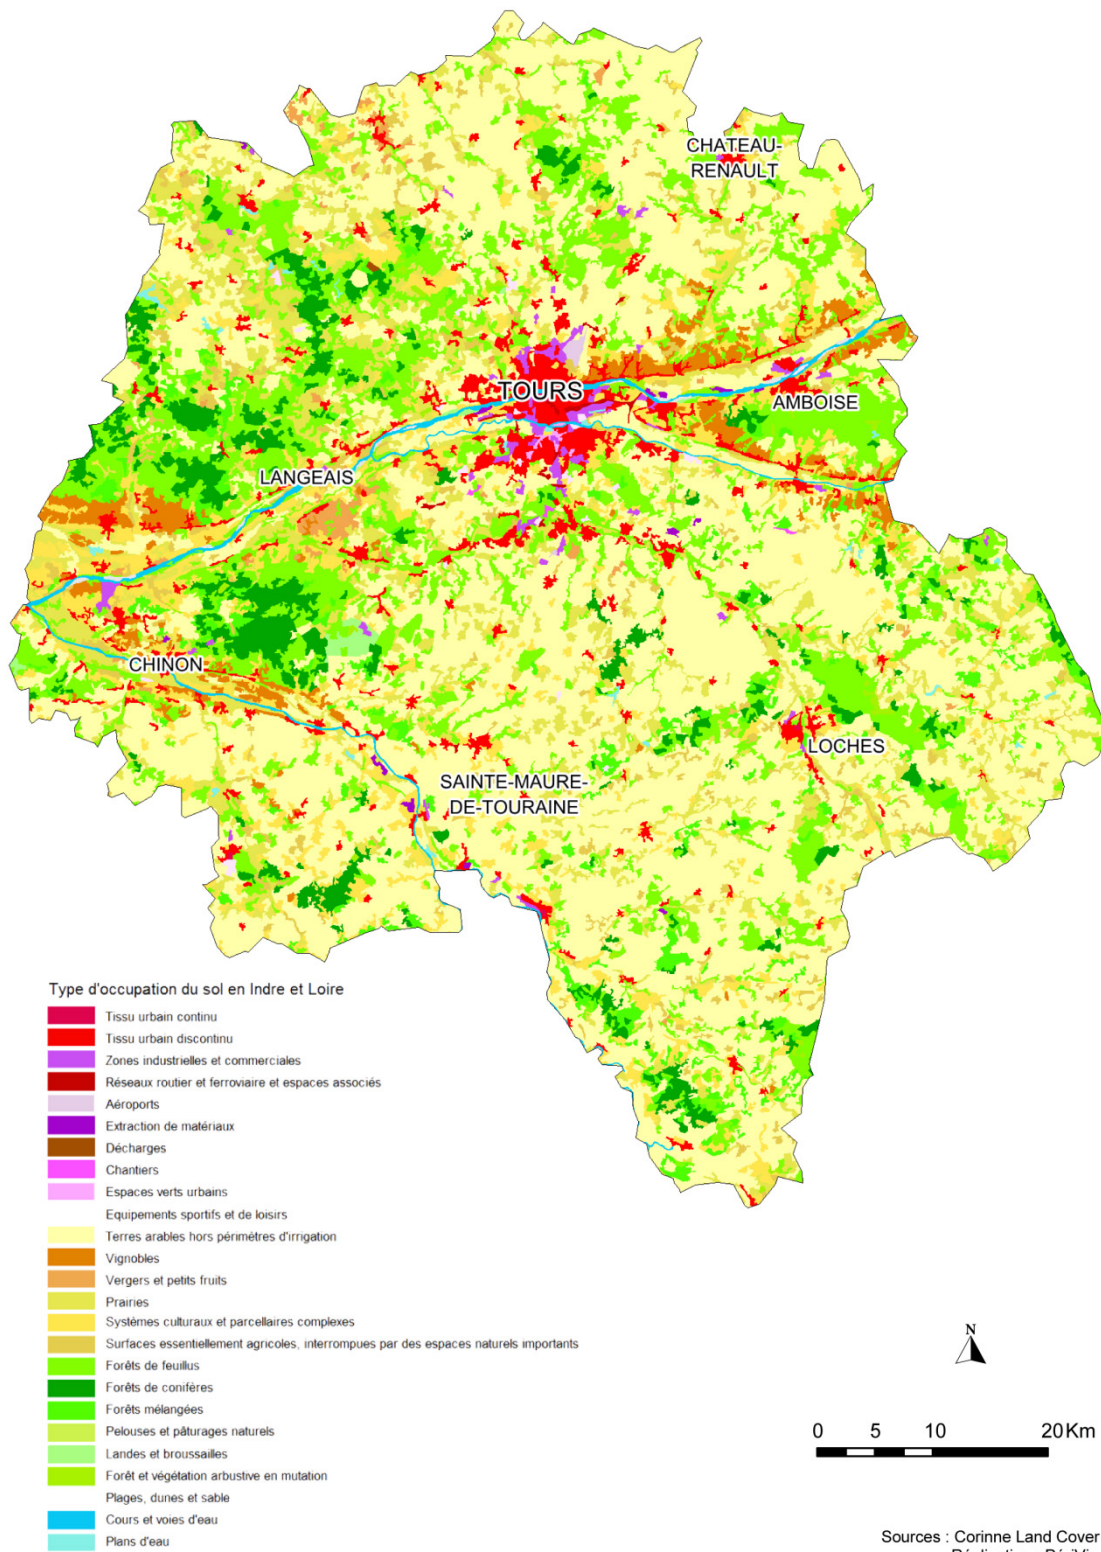 CHATEAU-
RENAULT
TOURS
AMBOISE
LANGEAIS
CHINON
LOCHES
SAINTE-MAURE-
DE-TOURAINE
Type d'occupation du sol en Indre et Loire
Tissu urbain continu
Tissu urbain discontinu
Zones industrielles et commerciales
Réseaux routier et ferroviaire et espaces associés
Aéroports
Extraction de matériaux
Décharges
Chantiers
Espaces verts urbains
Equipements sportifs et de loisirs
Terres arables hors périmètres d'irrigation
Vignobles
Vergers et petits fruits
Prairies
Systèmes culturaux et parcellaires complexes
Surfaces essentiellement agricoles, interrompues par des espaces naturels importants
Forêts de feuillus
Forêts de conifères
Forêts mélangées
Pelouses et pâturages naturels
Landes et broussailles
Forêt et végétation arbustive en mutation
Plages, dunes et sable
Cours et voies d'eau
Plans d'eau
N
0 5 10 20Km
Sources : Corinne Land Cover